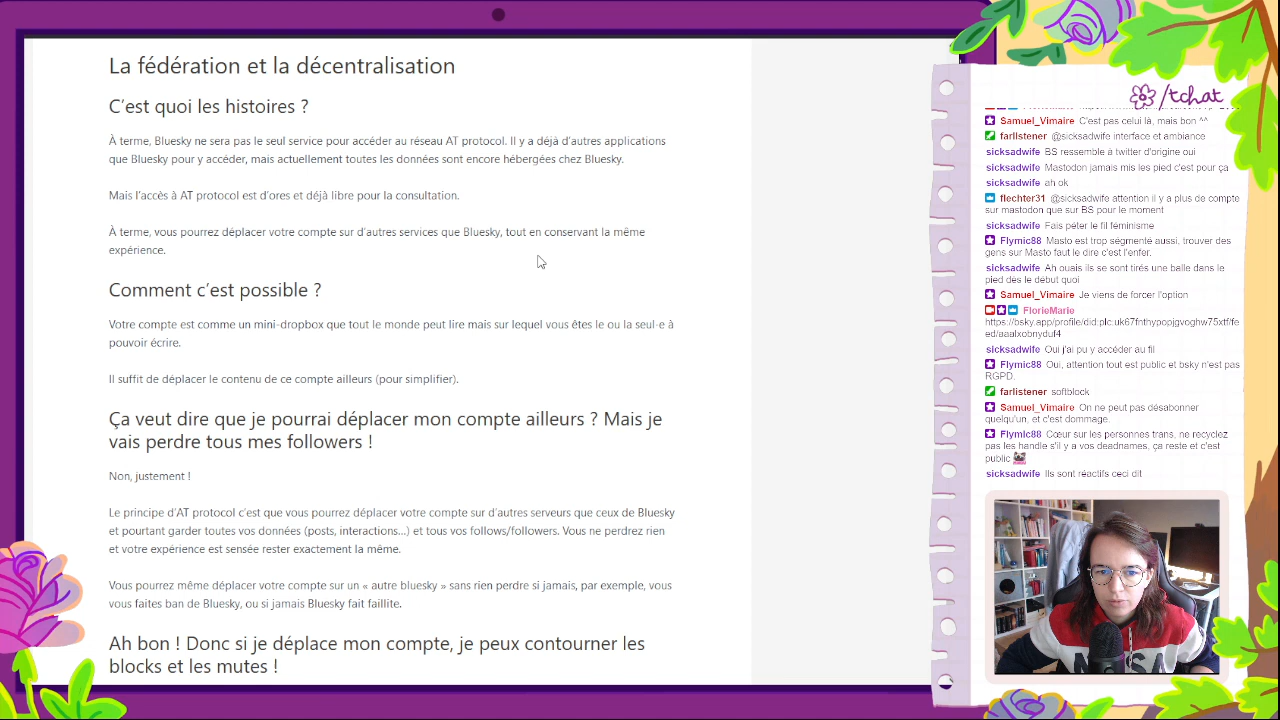 La fédération et la décentralisation
C'est quoi les histoires ?
À terme, Bluesky ne sera pas le seul service pour accéder au réseau AT protocol. Il y a déjà d'autres applications
que Bluesky pour y accéder, mais actuellement toutes les données sont encore hébergées chez Bluesky.
Mais l'accès à AT protocol est d'ores et déjà libre pour la consultation.
À terme, vous pourrez déplacer votre compte sur d'autres services que Bluesky, tout en conservant la même
expérience.
Comment c'est possible ?
Votre compte est comme un mini-dropbox que tout le monde peut lire mais sur lequel vous êtes le ou la seul·e à
pouvoir écrire.
Il suffit de déplacer le contenu de ce compte ailleurs (pour simplifier).
Ça veut dire que je pourrai déplacer mon compte ailleurs ? Mais je
vais perdre tous mes followers !
Non, justement !
Le principe d'AT protocol c'est que vous pourrez déplacer votre compte sur d'autres serveurs que ceux de Bluesky
et pourtant garder toutes vos données (posts, interactions...) et tous vos follows/followers. Vous ne perdrez rien
et votre expérience est sensée rester exactement la même.
Vous pourrez même déplacer votre compte sur un « autre bluesky » sans rien perdre si jamais, par exemple, vous
vous faites ban de Bluesky, ou si jamais Bluesky fait faillite.
Ah bon ! Donc si je déplace mon compte, je peux contourner les
blocks et les mutes !
/tchat
Samuel_Vimaire C'est pas celui là, mais bon ^^
farlistener @sicksadwife interface et ambiance
sicksadwife BS ressemble à twitter d'origine oui
sicksadwife Mastodon jamais mis les pied c'est pour ça
sicksadwife ah ok
flechter31 @sicksadwife attention il y a plus de compte
sur mastodon que sur BS pour le moment
sicksadwife Fais péter le fil féminisme
Flymic88 Masto est trop ségmenté aussi, trouver des
gens sur Masto faut le dire c'est l'enfer.
sicksadwife Ah ouais ils se sont tirés une balle dans le
pied dès le début quoi
Samuel_Vimaire Je viens de forcer l'option
FlorieMarie
https://bsky.app/profile/did:plc:uk67fnthypopjgvoghw75xtf/fe
ed/aaalxobnyduf4
sicksadwife Oui j'ai pu y accéder au fil
Flymic88 Oui, attention tout est public et bsky n'est pas
RGPD.
farlistener softblock
Samuel_Vimaire On ne peut pas désabonner
quelqu'un, et c'est dommage.
Flymic88 Cœur sur les personnes trans, ne recyclez
pas les handle s'il y a vos deadnames, ça reste et c'est
public
sicksadwife Ils sont réactifs ceci dit